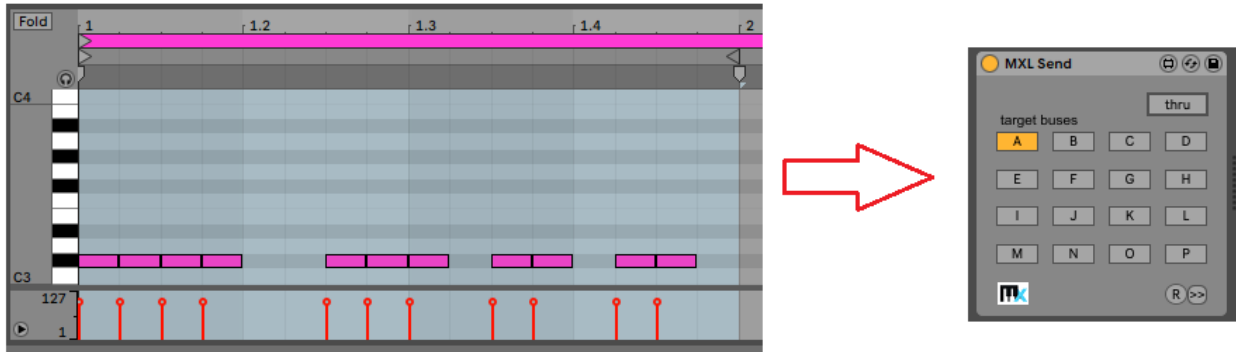 Fold
1
1.2
1.3
1.4
2
C4
C3
127
1
MXL Send
thru
target buses
A B C D
E F G H
I J K L
M N O P
R >>